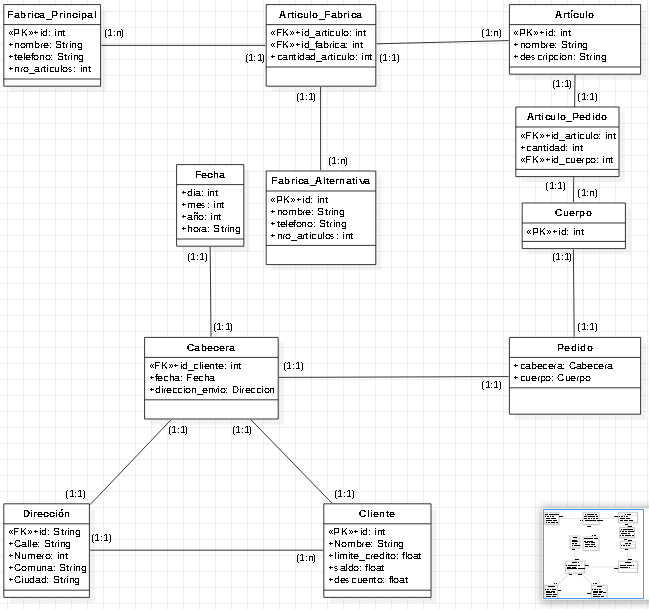 Fabrica_Principal
«PK»+id: int
+nombre: String
+telefono: String
+nro_articulos: int
(1:n)
(1:1)
Articulo_Fabrica
«FK»+id_articulo: int
«FK»+id_fabrica: int
+cantidad_articulo: int
(1:n)
(1:1)
Artículo
«PK»+id: int
+nombre: String
+descripcion: String
(1:1)
(1:1)
(1:1)
Articulo_Pedido
«FK»+id_articulo: int
+cantidad: int
«FK»+id_cuerpo: int
(1:1)
(1:n)
Fecha
+dia: int
+mes: int
+año: int
+hora: String
(1:1)
(1:n)
Fabrica_Alternativa
«PK»+id: int
+nombre: String
+telefono: String
+nro_articulos: int
Cuerpo
«PK»+id: int
(1:1)
(1:1)
(1:1)
Cabecera
«FK»+id_cliente: int
+fecha: Fecha
+direccion_envio: Direccion
(1:1)
(1:1)
Pedido
+cabecera: Cabecera
+cuerpo: Cuerpo
(1:1)
(1:1)
(1:1)
(1:1)
Dirección
«FK»+id: String
+Calle: String
+Numero: int
+Comuna: String
+Ciudad: String
(1:1)
(1:n)
Cliente
«PK»+id: int
+Nombre: String
+limite_credito: float
+saldo: float
+descuento: float